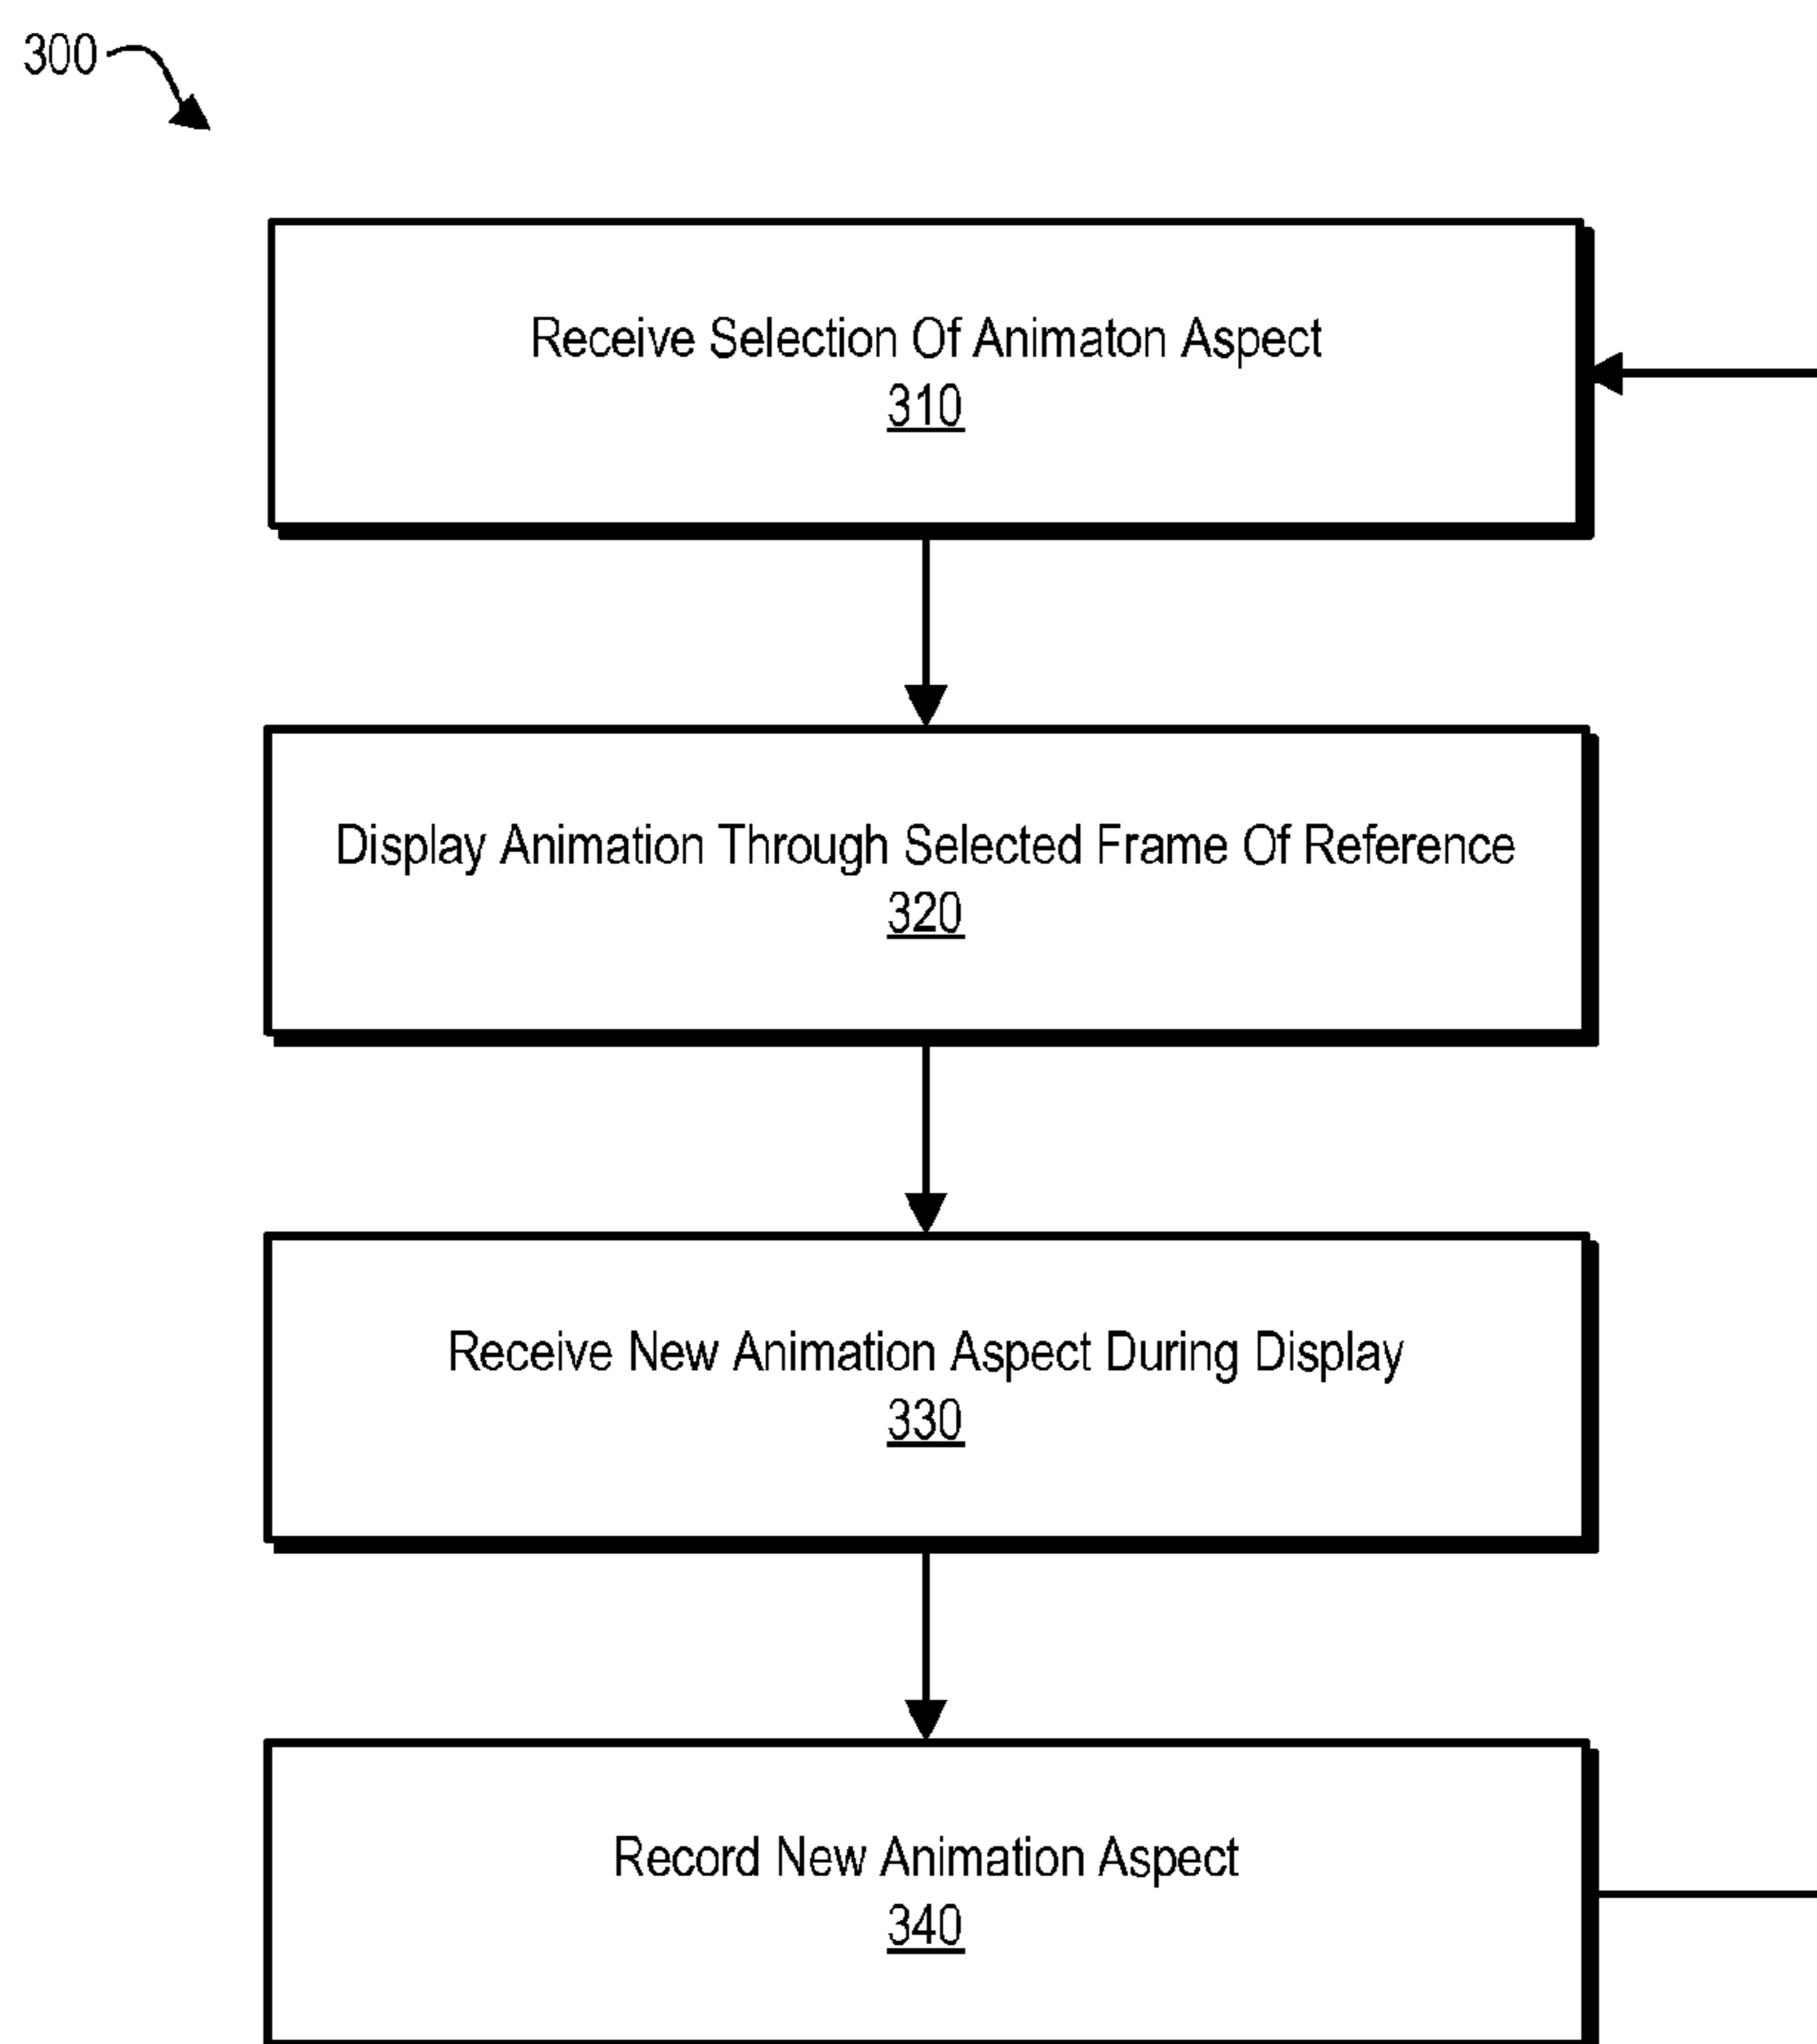 300
Receive Selection Of Animaton Aspect
310
Display Animation Through Selected Frame Of Reference
320
Receive New Animation Aspect During Display
330
Record New Animation Aspect
340